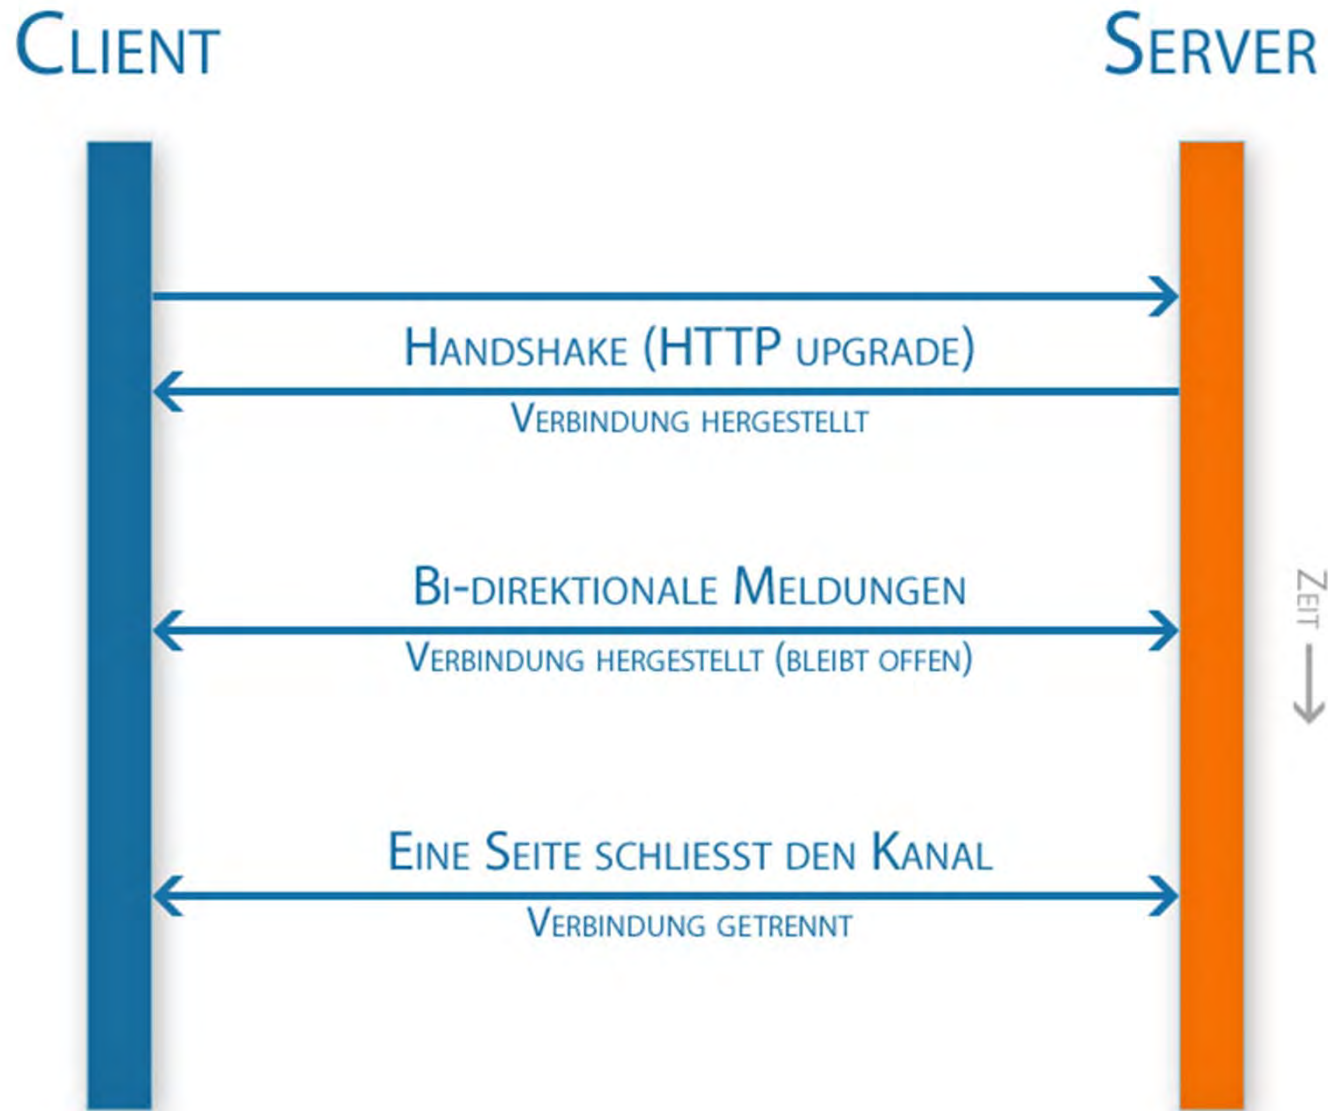 Client
Server
Handshake (HTTP upgrade)
Verbindung hergestellt
Bi-direktionale Meldungen
Verbindung hergestellt (bleibt offen)
Zeit
Eine Seite schliesst den Kanal
Verbindung getrennt